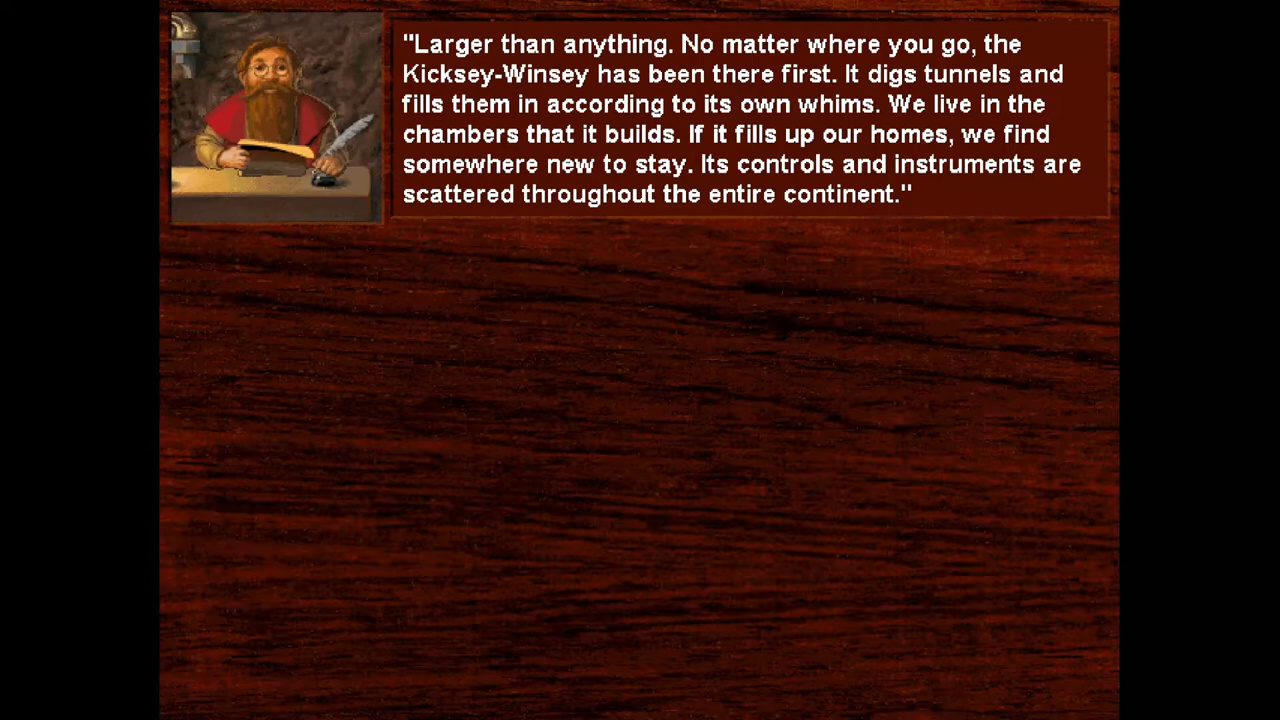 "Larger than anything. No matter where you go, the
Kicksey-Winsey has been there first. It digs tunnels and
fills them in according to its own whims. We live in the
chambers that it builds. If it fills up our homes, we find
somewhere new to stay. Its controls and instruments are
scattered throughout the entire continent."